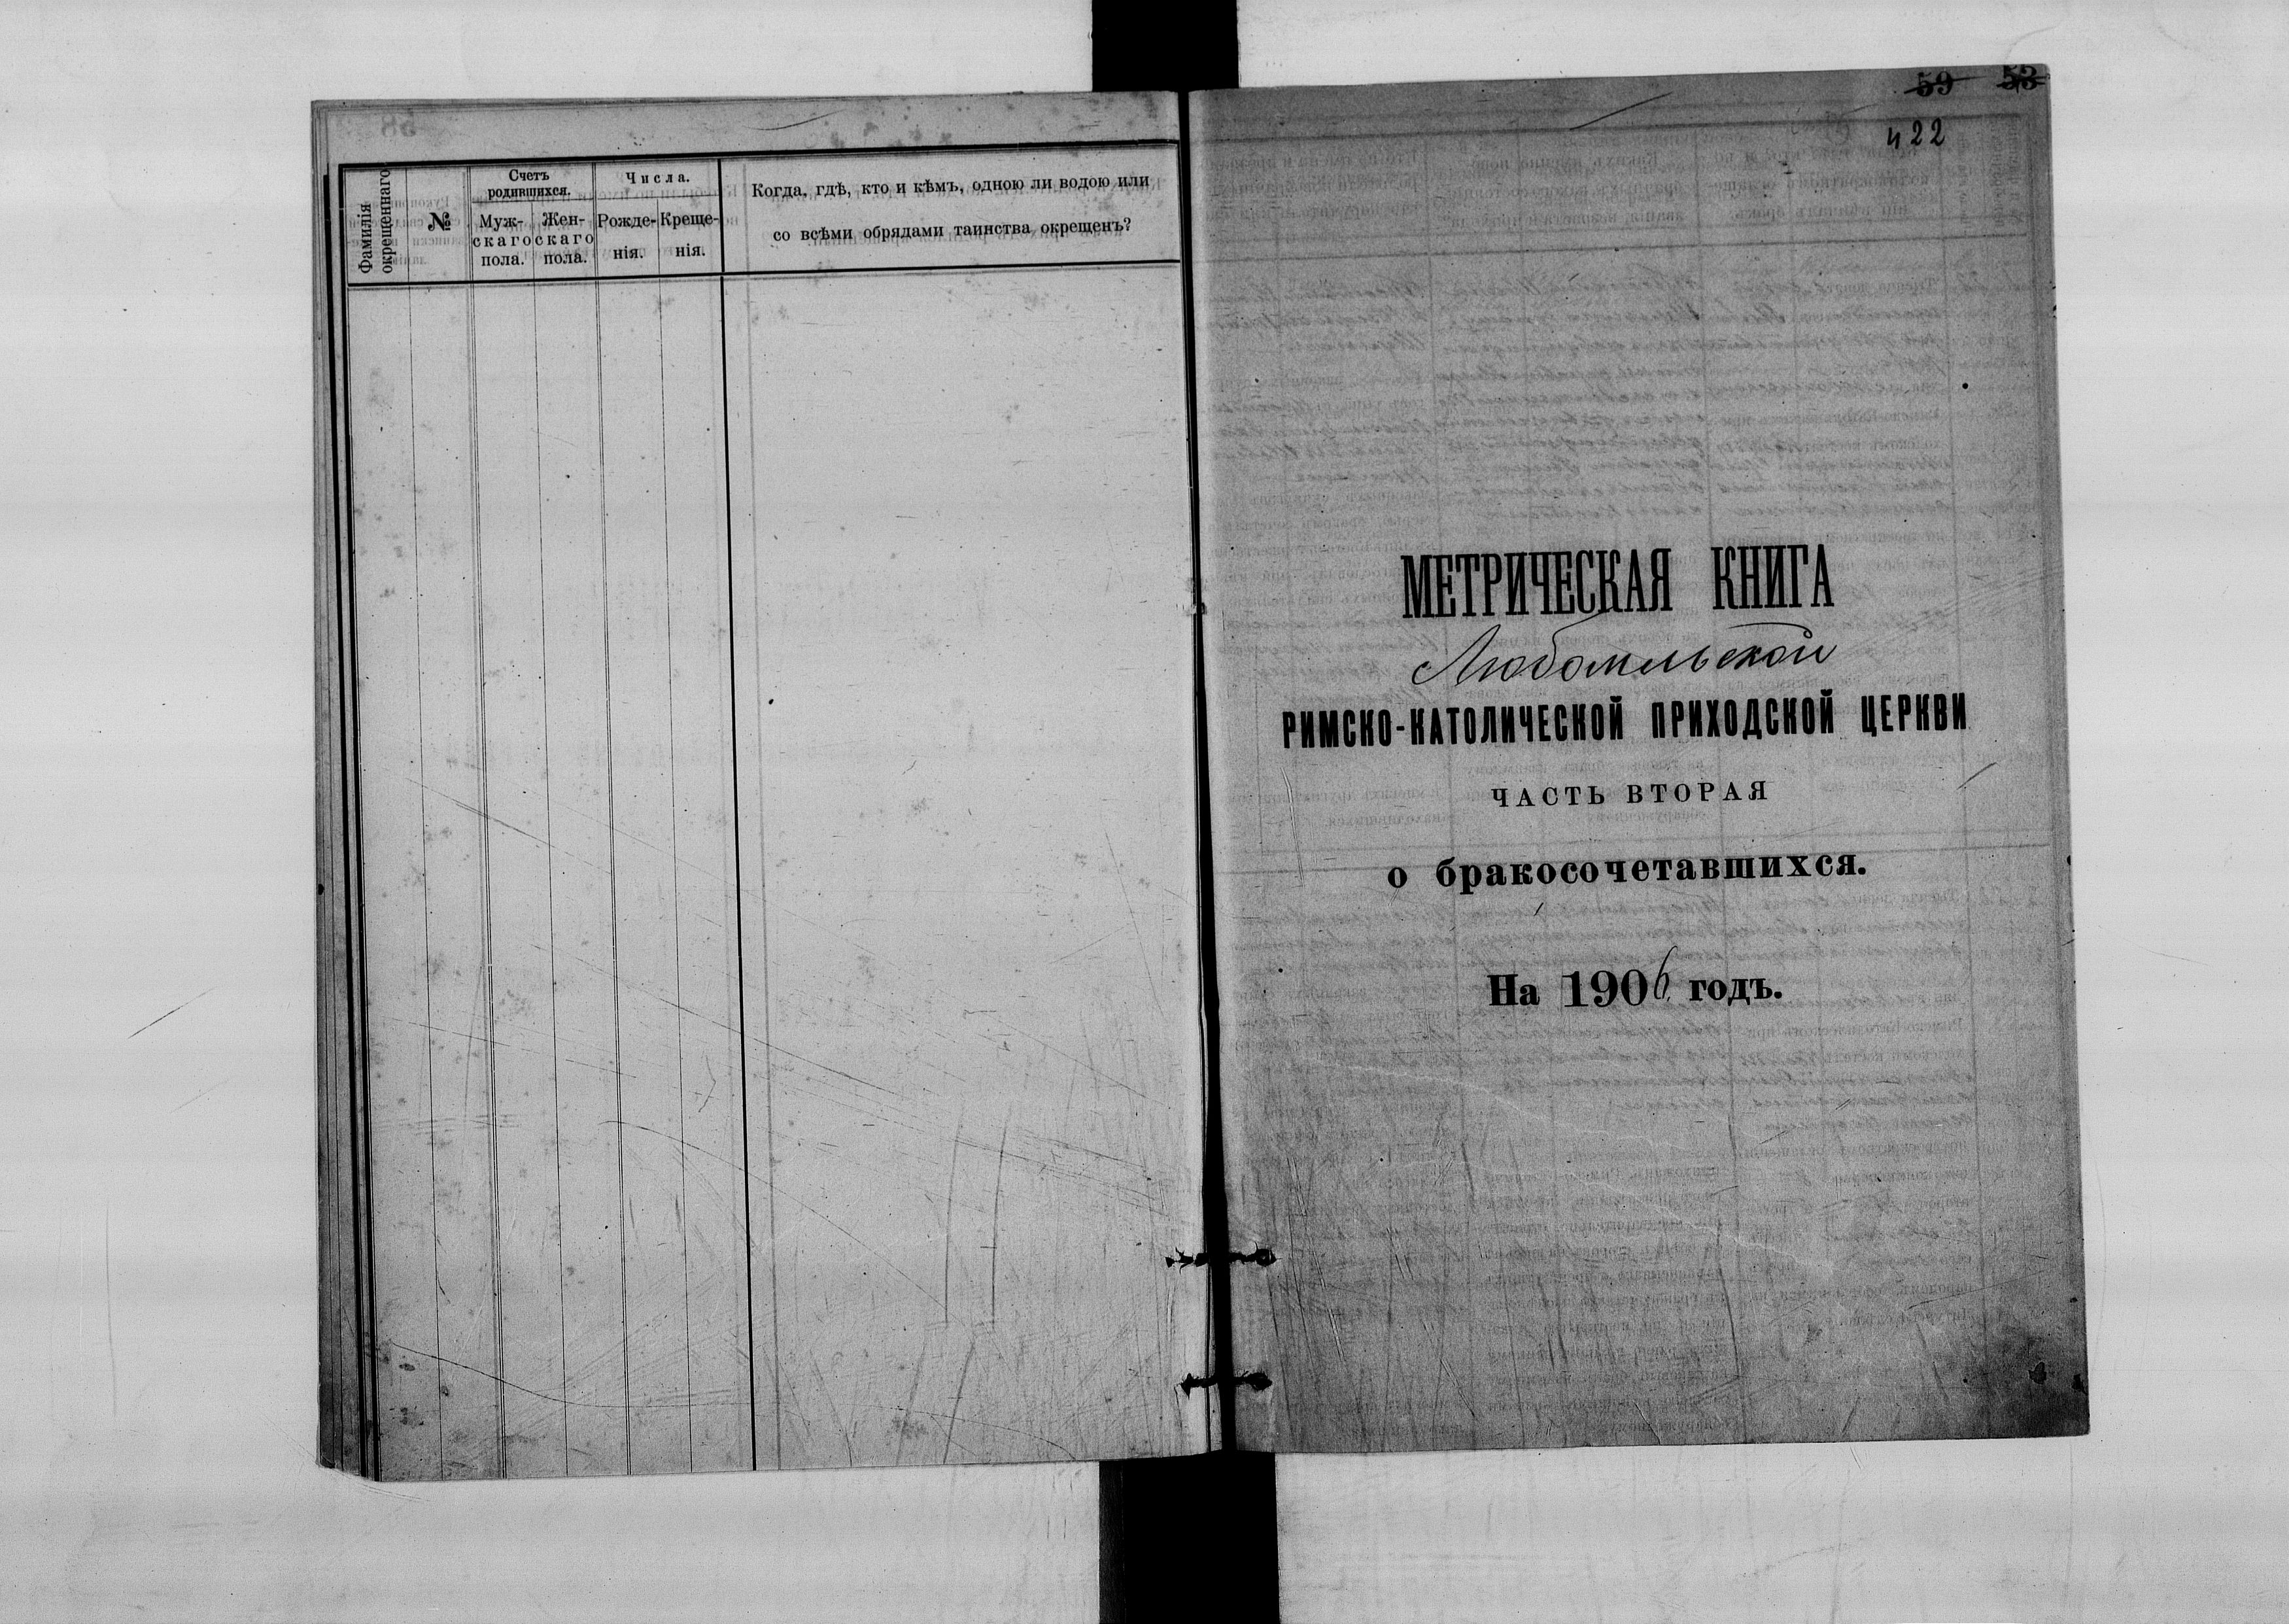 Фамилія окрещеннаго
№
Счетъ родившихся.
Муж-
скаго
пола.
Жен-
скаго
пола.
Числа.
Рожде-
нія.
Креще-
нія.
Когда, гдѣ, кто и кѣмъ, одною ли водою или
со всѣми обрядами таинства окрещенъ?
59 53
422
МЕТРИЧЕСКАЯ КНИГА
Любомльской
РИМСКО-КАТОЛИЧЕСКОЙ ПРИХОДСКОЙ ЦЕРКВИ
ЧАСТЬ ВТОРАЯ
о бракосочетавшихся.
На 1906 годъ.